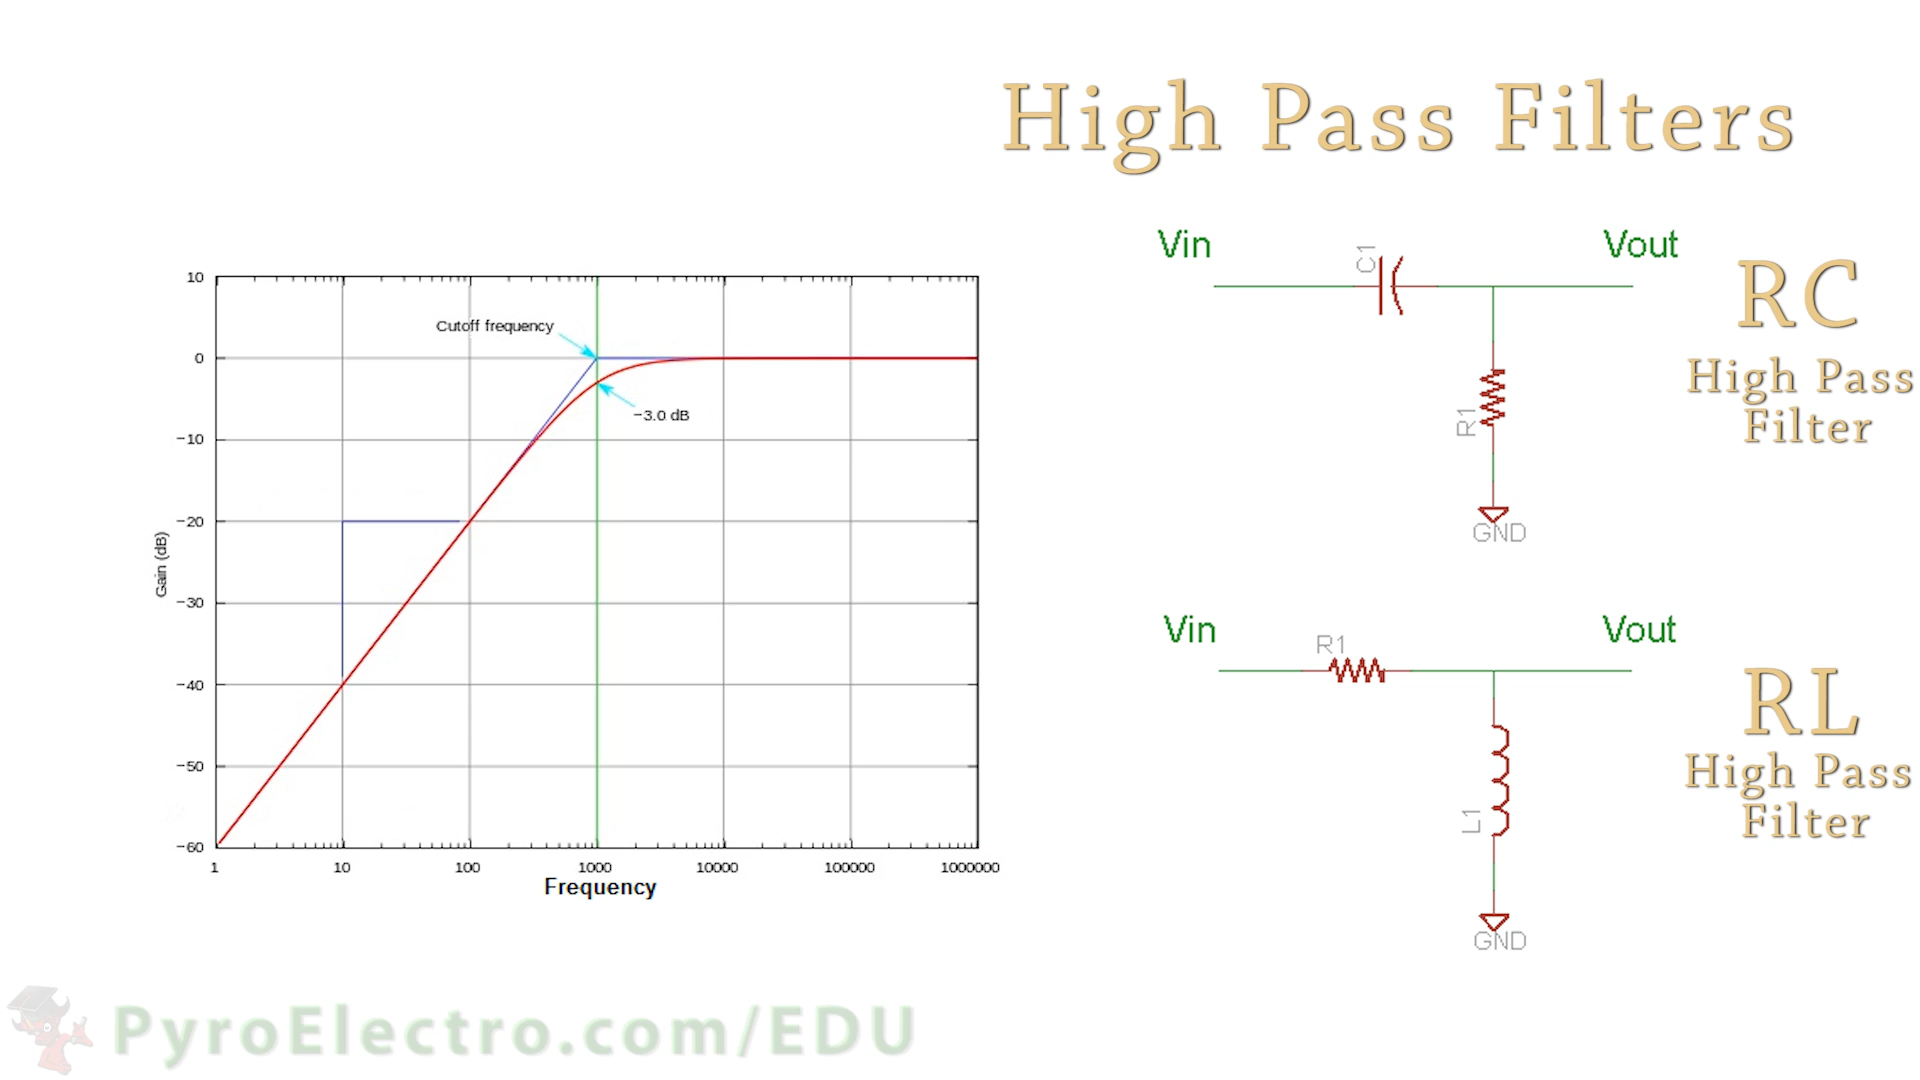 High Pass Filters
10
0
−10
−20
−30
−40
−50
−60
Gain (dB)
Cutoff frequency
−3.0 dB
1
10
100
1000
10000
100000
1000000
Frequency
Vin
C1
Vout
R1
GND
RC
High Pass
Filter
Vin
R1
Vout
L1
GND
RL
High Pass
Filter
PyroElectro.com/EDU